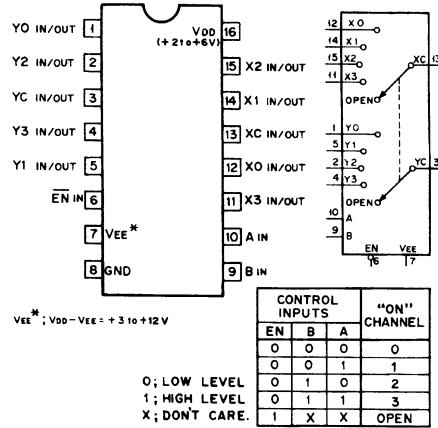 Y0 IN/OUT 1
VDD 16
(+2 to +6V)
Y2 IN/OUT 2
15 X2 IN/OUT
YC IN/OUT 3
14 X1 IN/OUT
Y3 IN/OUT 4
13 XC IN/OUT
Y1 IN/OUT 5
12 X0 IN/OUT
EN IN 6
11 X3 IN/OUT
7 VEE*
10 A IN
8 GND
9 B IN
12 X0
14 X1
15 X2
XC 13
11 X3
OPEN
1 Y0
5 Y1
2 Y2
YC 3
4 Y3
OPEN
10 A
9 B
EN VEE
6 7
VEE*; VDD-VEE=+3 to +12V
CONTROL INPUTS "ON" CHANNEL
EN B A
0 0 0 0
0 0 1 1
0 1 0 2
0 1 1 3
1 X X OPEN
0; LOW LEVEL
1; HIGH LEVEL
X; DON'T CARE.